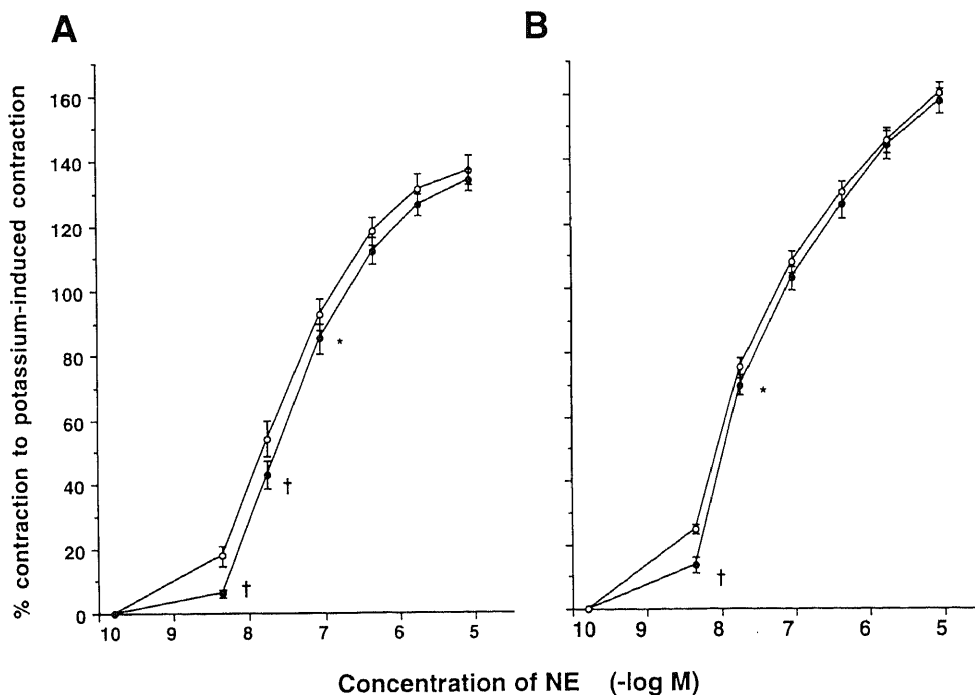 A
B
% contraction to potassium-induced contraction
160
140
120
100
80
60
40
20
0
*
†
†
*
†
10 9 8 7 6 5
10 9 8 7 6 5
Concentration of NE (-log M)